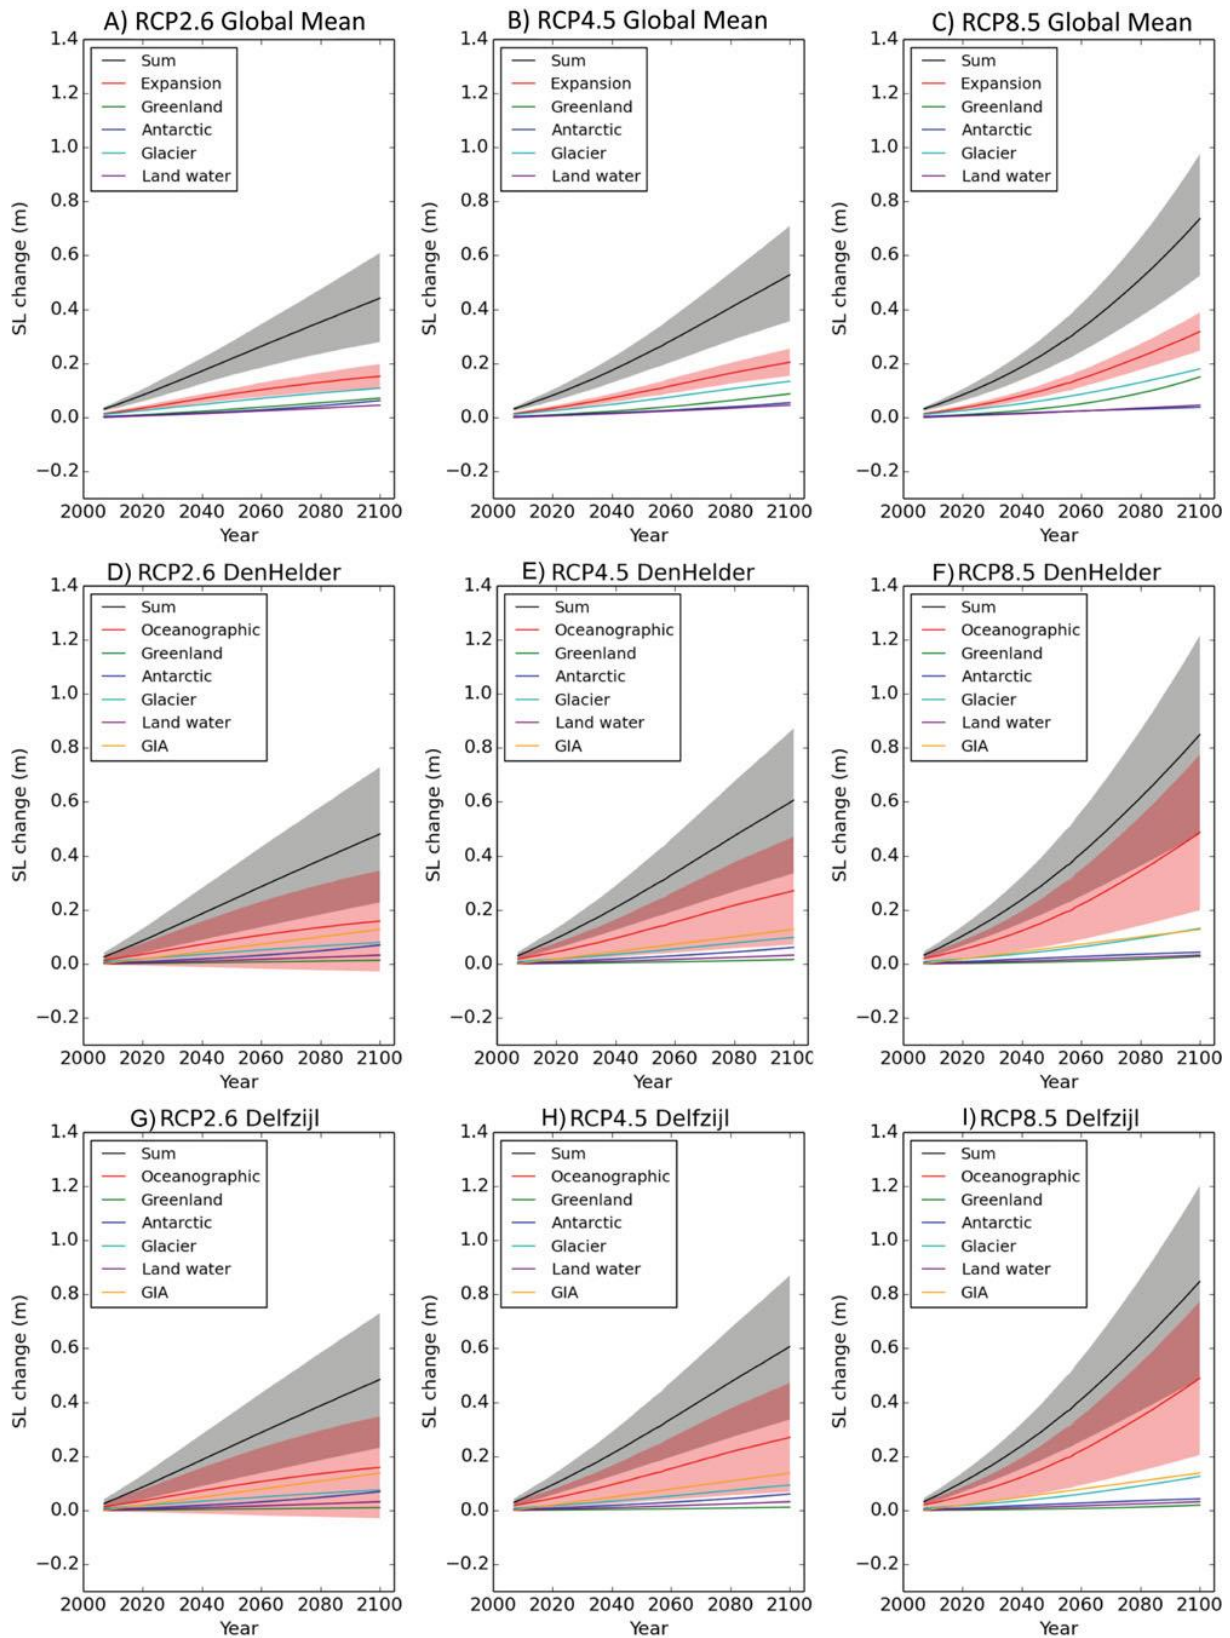 A) RCP2.6 Global Mean
1.4
1.2
1.0
0.8
0.6
0.4
0.2
0.0
−0.2
SL change (m)
Sum
Expansion
Greenland
Antarctic
Glacier
Land water
2000 2020 2040 2060 2080 2100
Year
B) RCP4.5 Global Mean
1.4
1.2
1.0
0.8
0.6
0.4
0.2
0.0
−0.2
SL change (m)
Sum
Expansion
Greenland
Antarctic
Glacier
Land water
2000 2020 2040 2060 2080 2100
Year
C) RCP8.5 Global Mean
1.4
1.2
1.0
0.8
0.6
0.4
0.2
0.0
−0.2
SL change (m)
Sum
Expansion
Greenland
Antarctic
Glacier
Land water
2000 2020 2040 2060 2080 2100
Year
D) RCP2.6 DenHelder
1.4
1.2
1.0
0.8
0.6
0.4
0.2
0.0
−0.2
SL change (m)
Sum
Oceanographic
Greenland
Antarctic
Glacier
Land water
GIA
2000 2020 2040 2060 2080 2100
Year
E) RCP4.5 DenHelder
1.4
1.2
1.0
0.8
0.6
0.4
0.2
0.0
−0.2
SL change (m)
Sum
Oceanographic
Greenland
Antarctic
Glacier
Land water
GIA
2000 2020 2040 2060 2080 2100
Year
F) RCP8.5 DenHelder
1.4
1.2
1.0
0.8
0.6
0.4
0.2
0.0
−0.2
SL change (m)
Sum
Oceanographic
Greenland
Antarctic
Glacier
Land water
GIA
2000 2020 2040 2060 2080 2100
Year
G) RCP2.6 Delfzijl
1.4
1.2
1.0
0.8
0.6
0.4
0.2
0.0
−0.2
SL change (m)
Sum
Oceanographic
Greenland
Antarctic
Glacier
Land water
GIA
2000 2020 2040 2060 2080 2100
Year
H) RCP4.5 Delfzijl
1.4
1.2
1.0
0.8
0.6
0.4
0.2
0.0
−0.2
SL change (m)
Sum
Oceanographic
Greenland
Antarctic
Glacier
Land water
GIA
2000 2020 2040 2060 2080 2100
Year
I) RCP8.5 Delfzijl
1.4
1.2
1.0
0.8
0.6
0.4
0.2
0.0
−0.2
SL change (m)
Sum
Oceanographic
Greenland
Antarctic
Glacier
Land water
GIA
2000 2020 2040 2060 2080 2100
Year